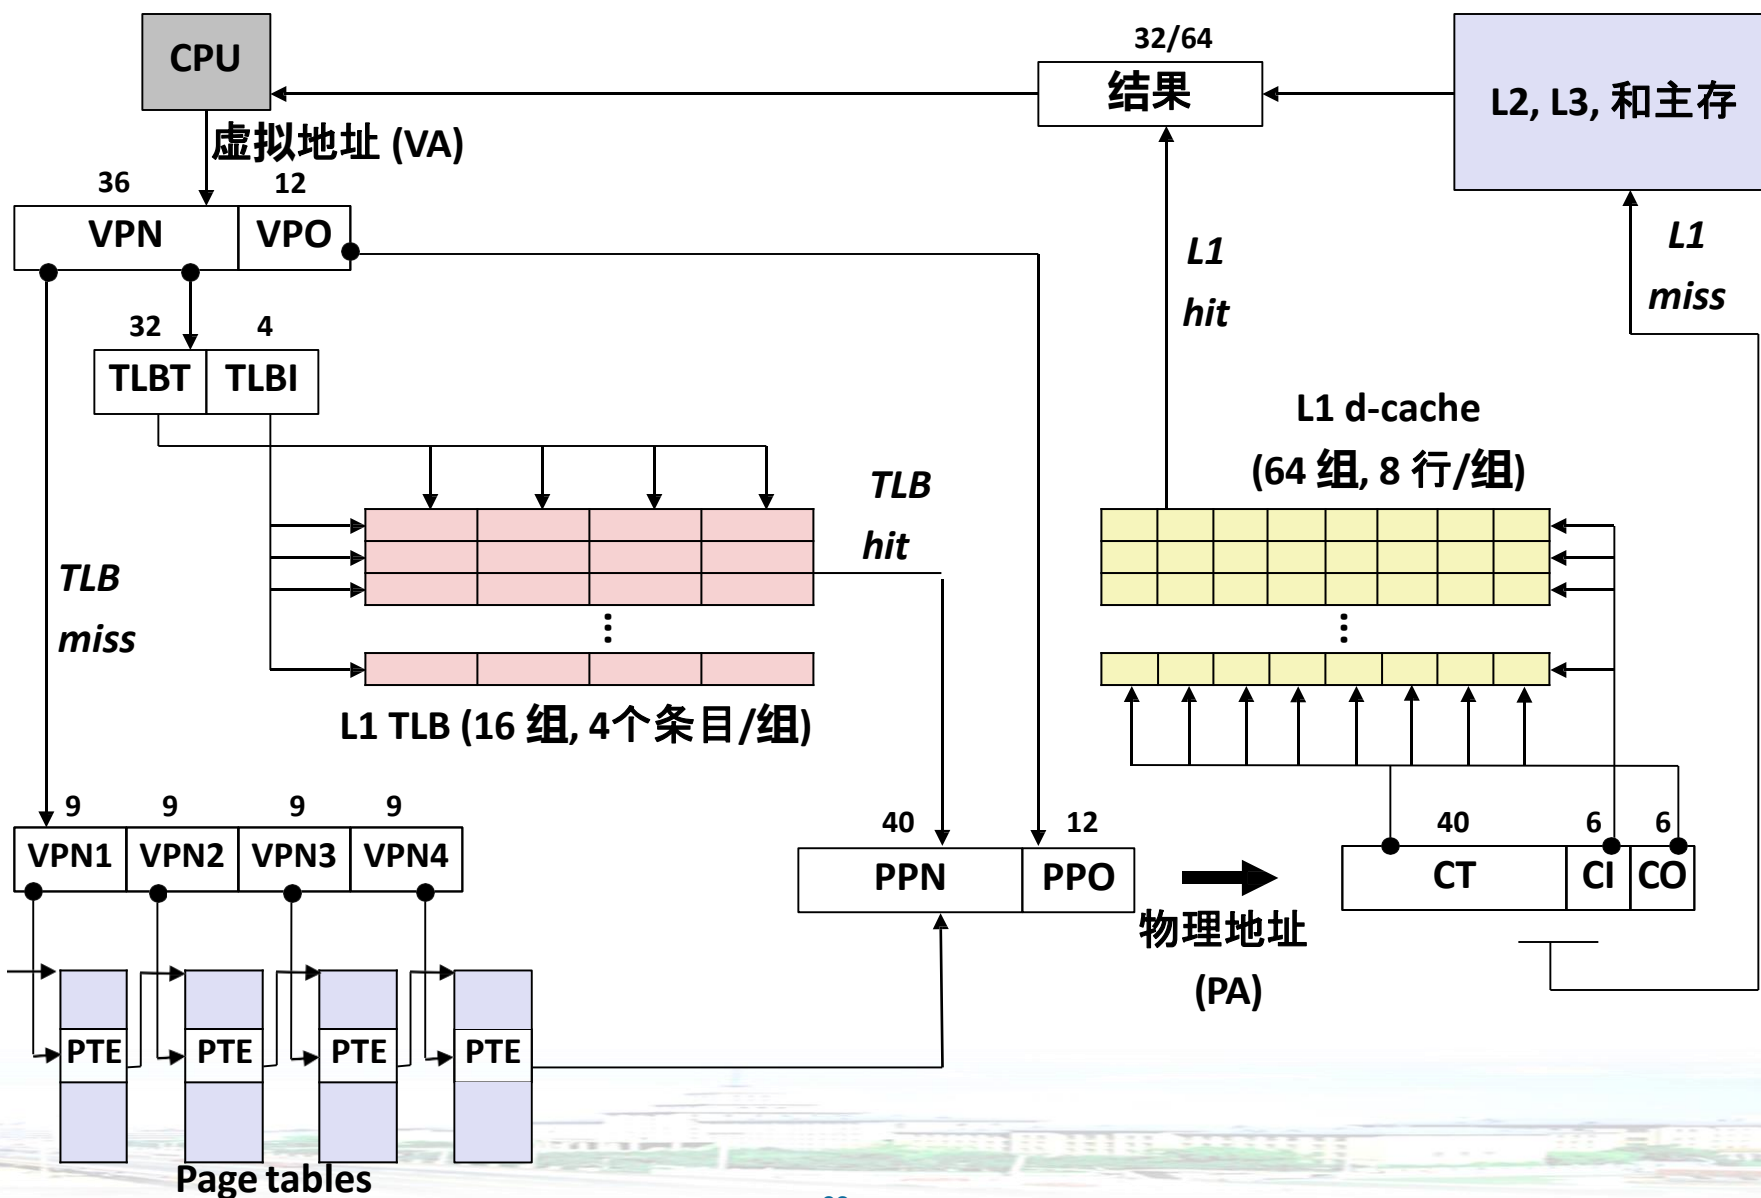 CPU
32/64
结果
L2, L3, 和主存
虚拟地址 (VA)
36
12
VPN
VPO
L1
hit
L1
miss
32
4
TLBT
TLBI
L1 d-cache
(64 组, 8 行/组)
TLB
hit
TLB
miss
...
...
L1 TLB (16 组, 4个条目/组)
9
9
9
9
VPN1
VPN2
VPN3
VPN4
40
12
PPN
PPO
40
6
6
CT
CI
CO
物理地址
(PA)
PTE
PTE
PTE
PTE
Page tables